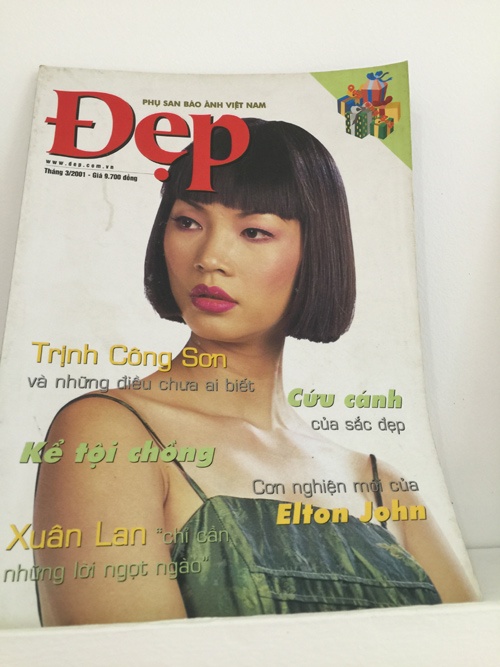 PHỤ SAN BÁO ẢNH VIỆT NAM
Đẹp
www.dep.com.vn
Tháng 3/2001 - Giá 9.700 đồng
Trịnh Công Sơn
và những điều chưa ai biết
Cứu cánh
của sắc đẹp
Kể tội chồng
Cơn nghiện mới của
Elton John
Xuân Lan "chỉ cần
những lời ngọt ngào"